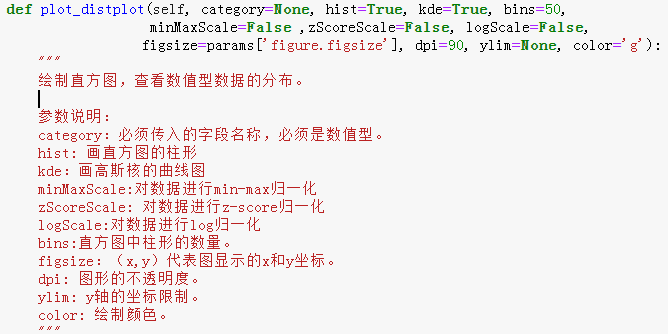 def plot_distplot(self, category=None, hist=True, kde=True, bins=50,
minMaxScale=False ,zScoreScale=False, logScale=False,
figsize=params['figure.figsize'], dpi=90, ylim=None, color='g'):
"""
绘制直方图，查看数值型数据的分布。
参数说明：
category：必须传入的字段名称，必须是数值型。
hist: 画直方图的柱形
kde: 画高斯核的曲线图
minMaxScale:对数据进行min-max归一化
zScoreScale: 对数据进行z-score归一化
logScale:对数据进行log归一化
bins:直方图中柱形的数量。
figsize: （x,y）代表图显示的x和y坐标。
dpi: 图形的不透明度。
ylim: y轴的坐标限制。
color: 绘制颜色。
"""